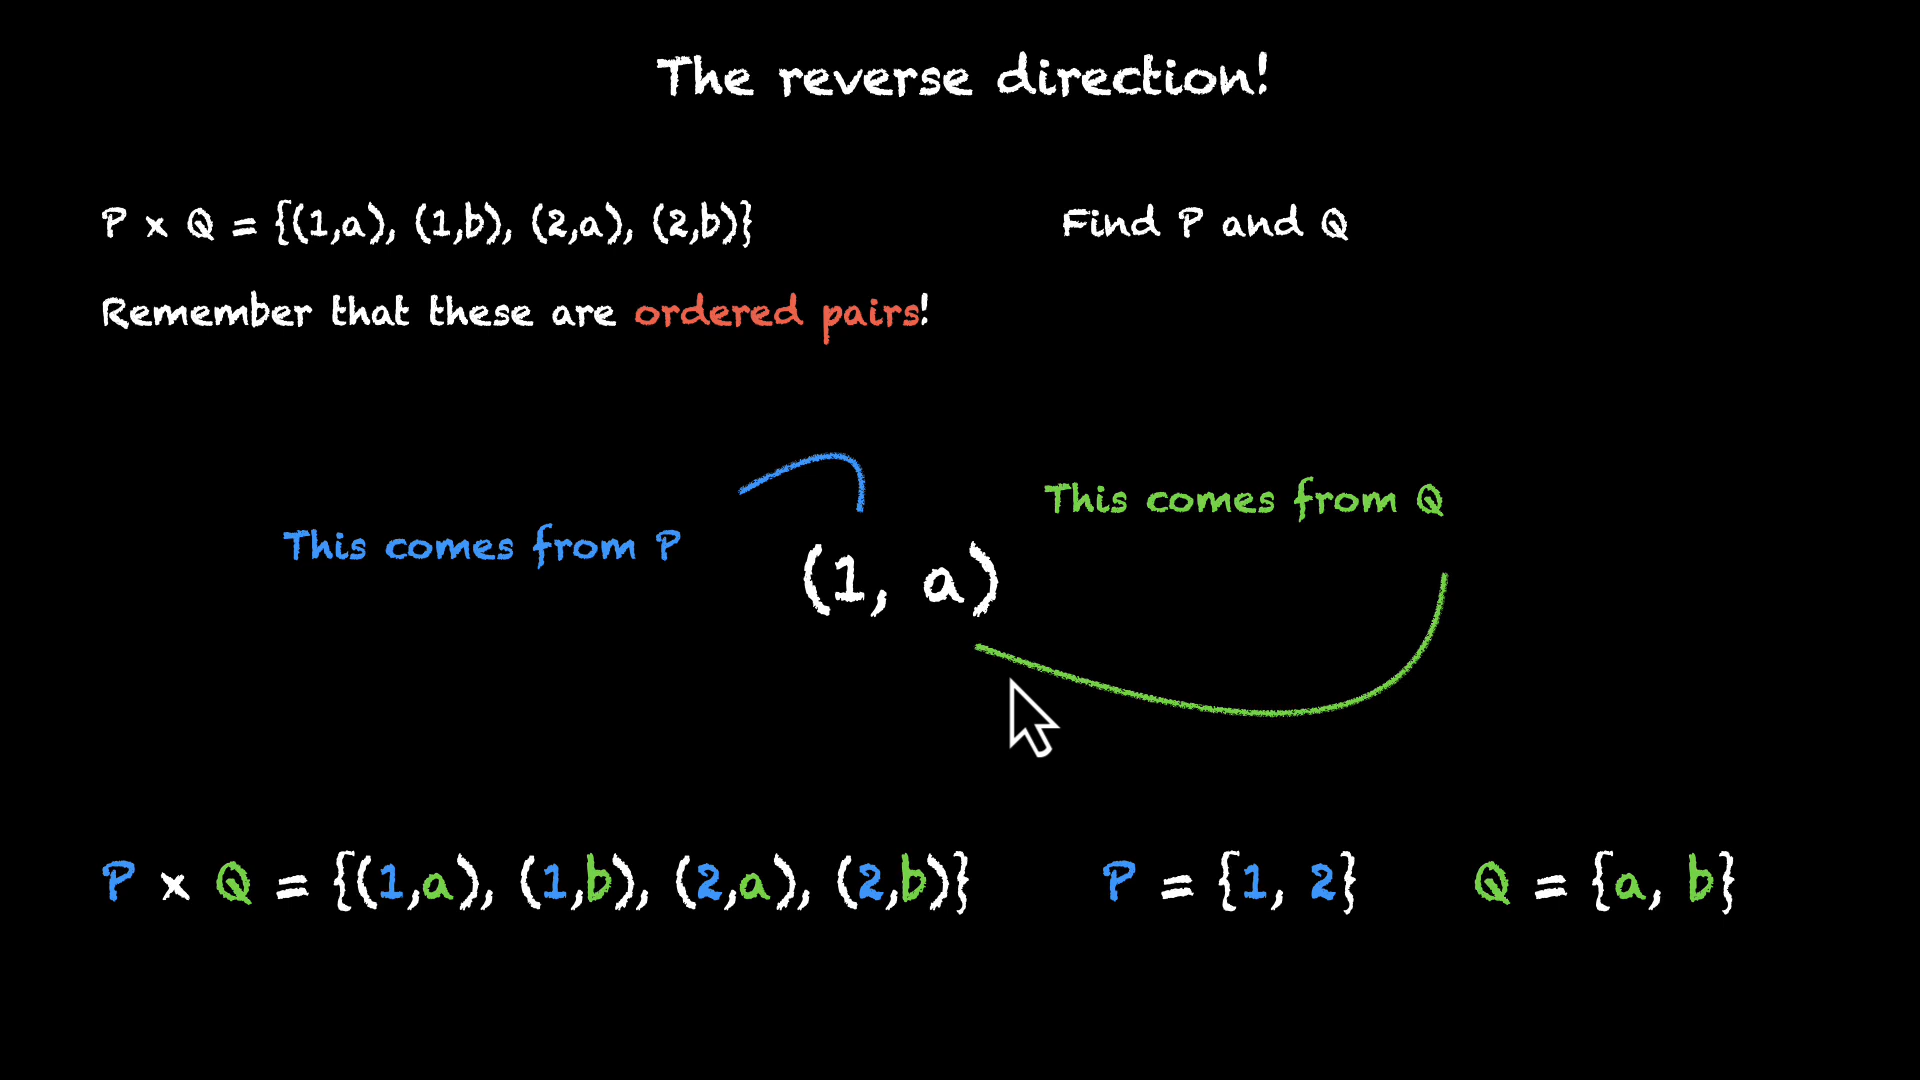 The reverse direction!
P x Q = {(1,a), (1,b), (2,a), (2,b)}
Find P and Q
Remember that these are ordered pairs!
This comes from P
This comes from Q
(1, a)
P x Q = {(1,a), (1,b), (2,a), (2,b)}
P = {1, 2}
Q = {a, b}